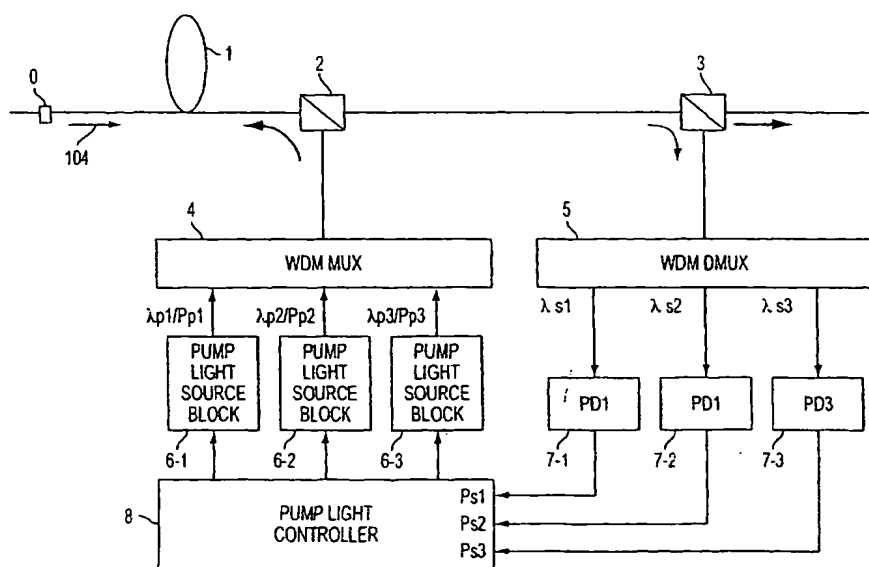 0
1
2
3
104
4
WDM MUX
5
WDM DMUX
λp1/Pp1
λp2/Pp2
λp3/Pp3
λ s1
λ s2
λ s3
PUMP
LIGHT
SOURCE
BLOCK
PUMP
LIGHT
SOURCE
BLOCK
PUMP
LIGHT
SOURCE
BLOCK
PD1
PD1
PD3
6-1
6-2
6-3
7-1
7-2
7-3
8
PUMP LIGHT
CONTROLLER
Ps1
Ps2
Ps3